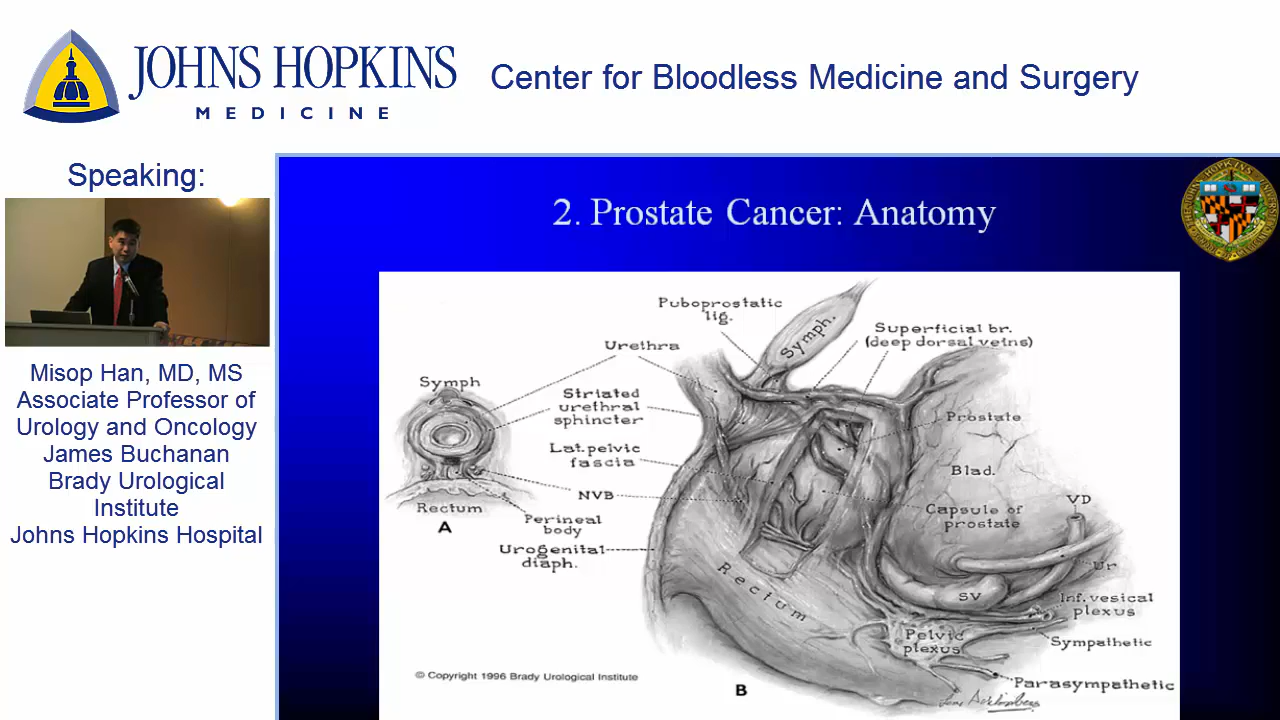 JOHNS HOPKINS
MEDICINE
Center for Bloodless Medicine and Surgery
Speaking:
Misop Han, MD, MS
Associate Professor of
Urology and Oncology
James Buchanan
Brady Urological
Institute
Johns Hopkins Hospital
2. Prostate Cancer: Anatomy
Puboprostatic
lig.
Symph.
Superficial br.
(deep dorsal veins)
Urethra
Symph
Striated
urethral
sphincter
Prostate
Lat. pelvic
fascia
Blad.
NVB
VD
Rectum
Capsule of
prostate
A
Perineal
body
Urogenital
diaph.
Ur
Rectum
SV
Inf. vesical
plexus
Pelvic
plexus
Sympathetic
Parasympathetic
© Copyright 1996 Brady Urological Institute
B